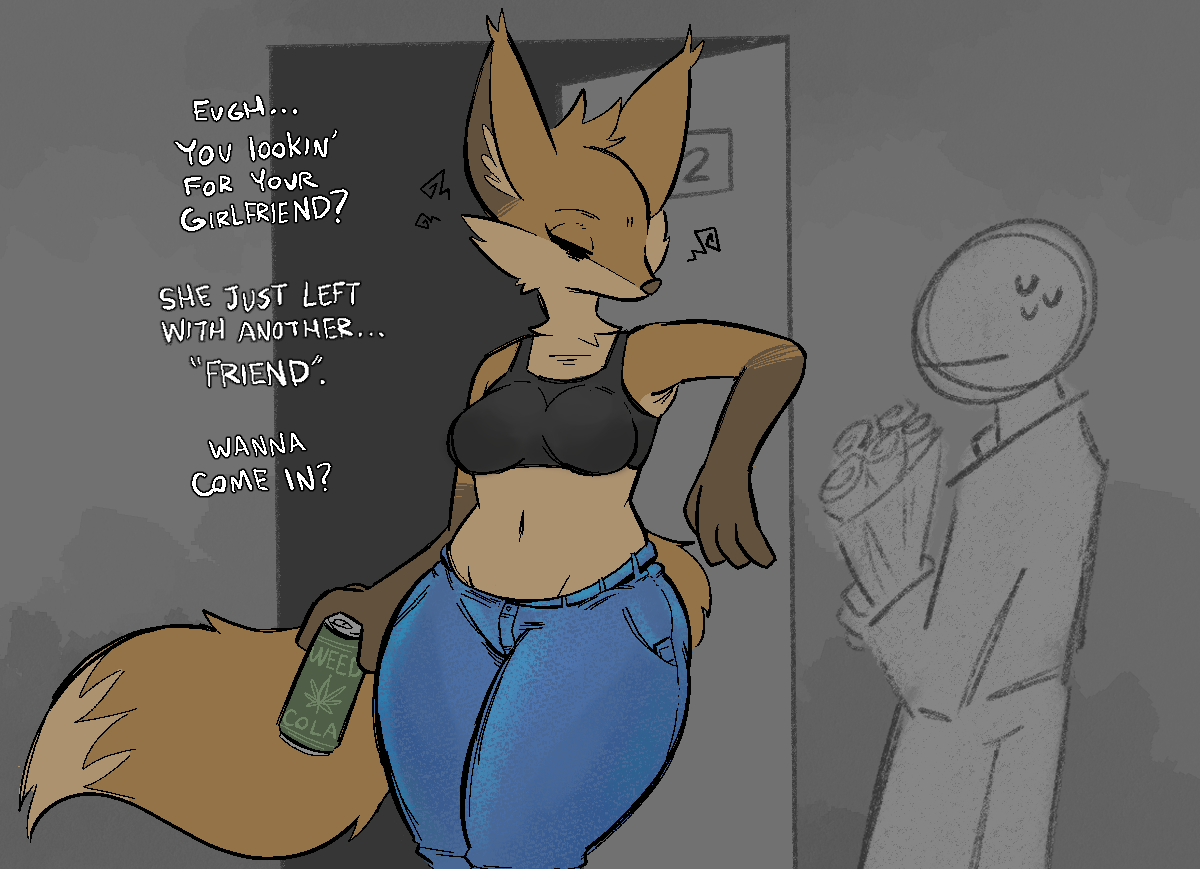 EUGH...
YOU LOOKIN'
FOR YOUR
GIRLFRIEND?
SHE JUST LEFT
WITH ANOTHER...
"FRIEND".
WANNA
COME IN?
2
WEED
COLA